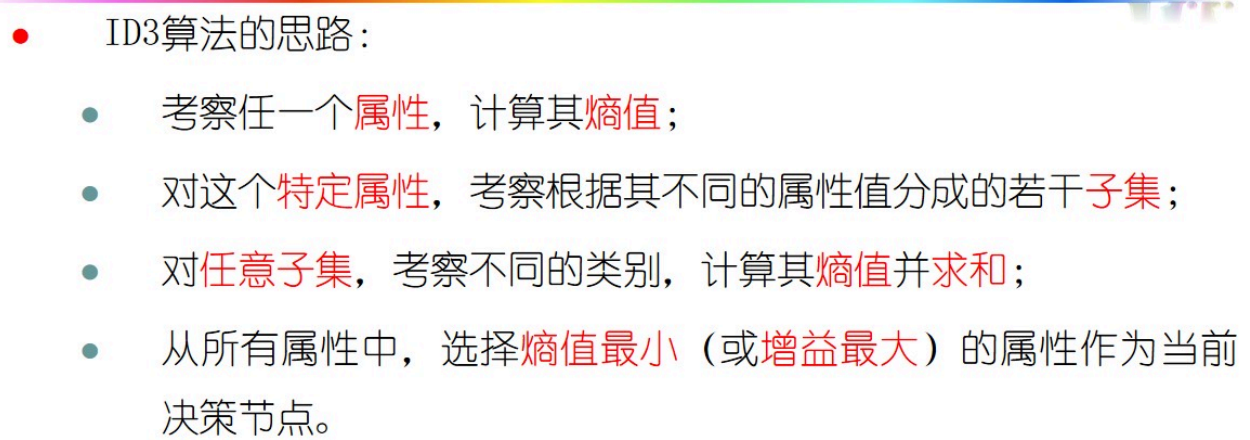 ID3算法的思路:
考察任一个属性，计算其熵值;
对这个特定属性，考察根据其不同的属性值分成的若干子集;
对任意子集，考察不同的类别，计算其熵值并求和;
从所有属性中，选择熵值最小（或增益最大）的属性作为当前
决策节点。